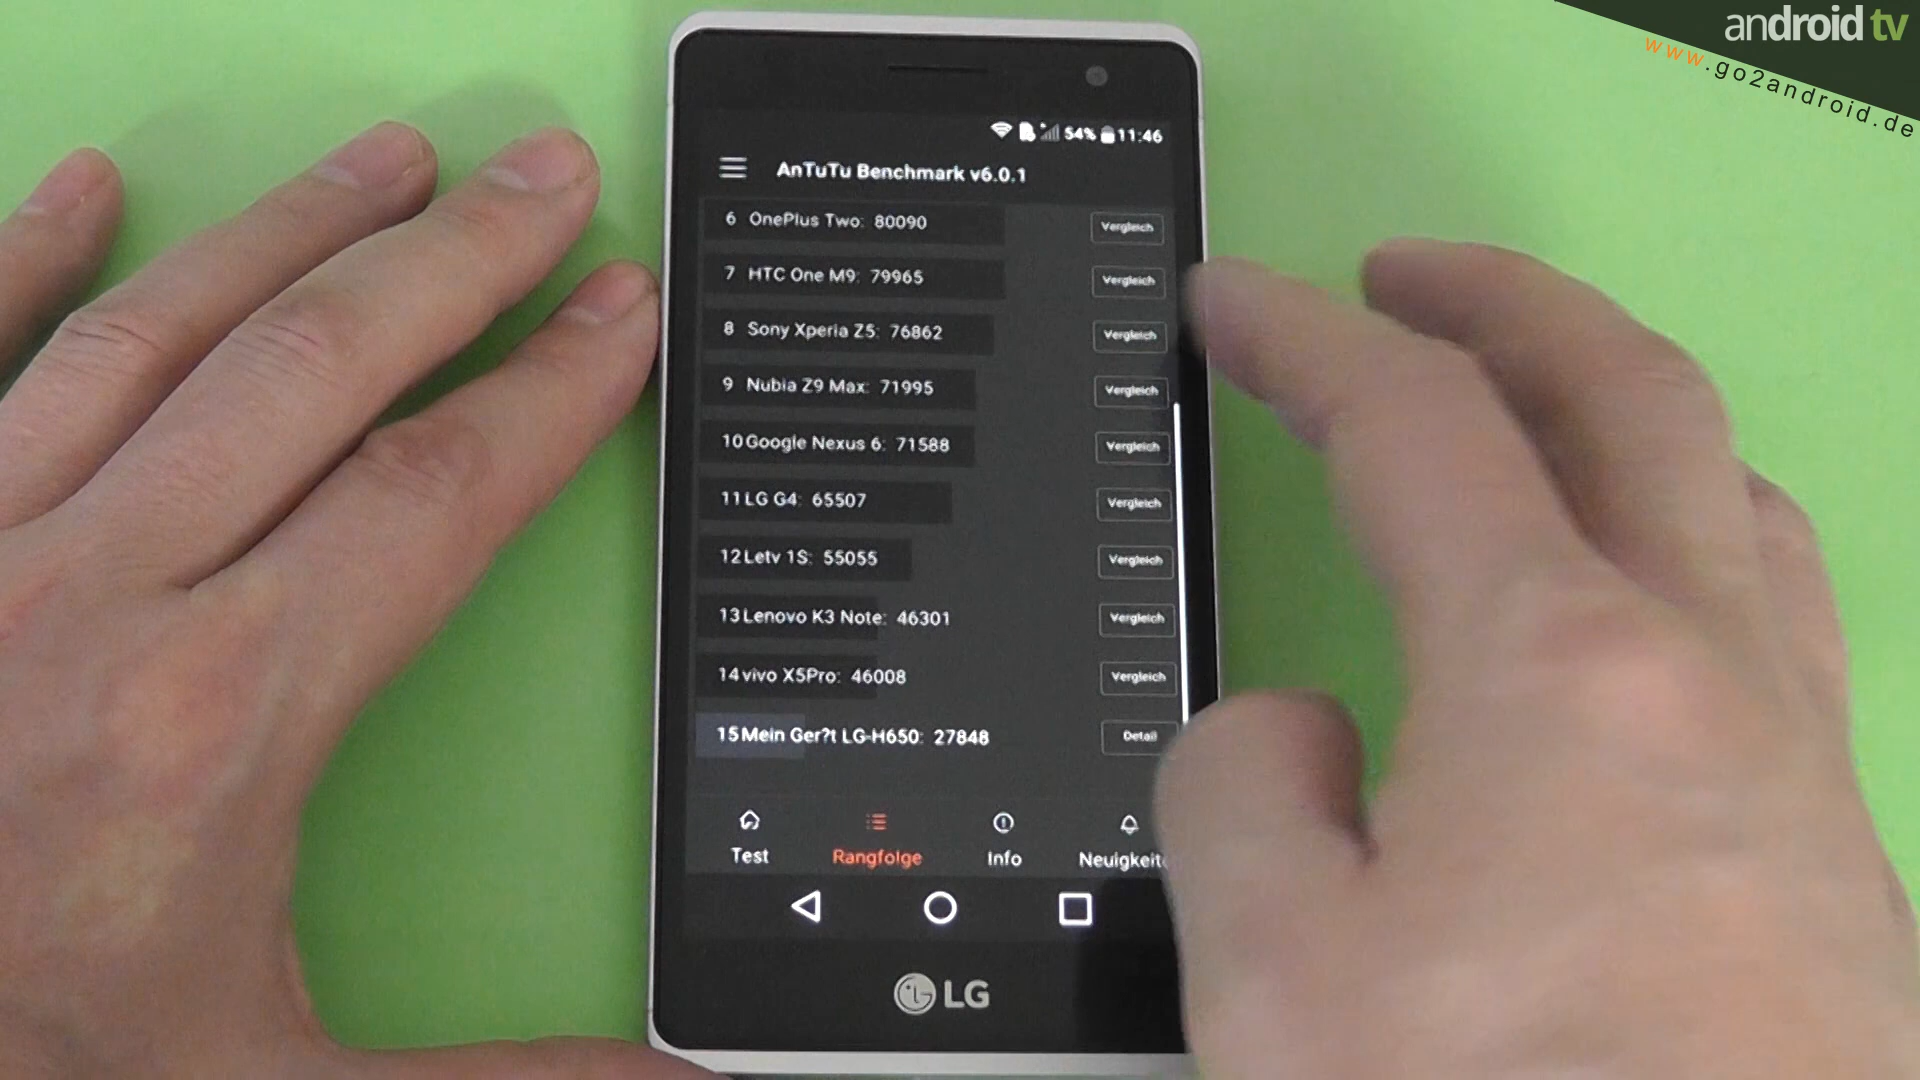 android tv
www.go2android.de
54% 11:46
AnTuTu Benchmark v6.0.1
6 OnePlus Two: 80090 Vergleich
7 HTC One M9: 79965 Vergleich
8 Sony Xperia Z5: 76862 Vergleich
9 Nubia Z9 Max: 71995 Vergleich
10 Google Nexus 6: 71588 Vergleich
11 LG G4: 65507 Vergleich
12 Letv 1S: 55055 Vergleich
13 Lenovo K3 Note: 46301 Vergleich
14 vivo X5Pro: 46008 Vergleich
15 Mein Ger?t LG-H650: 27848 Detail
Test Rangfolge Info Neuigkeite
LG